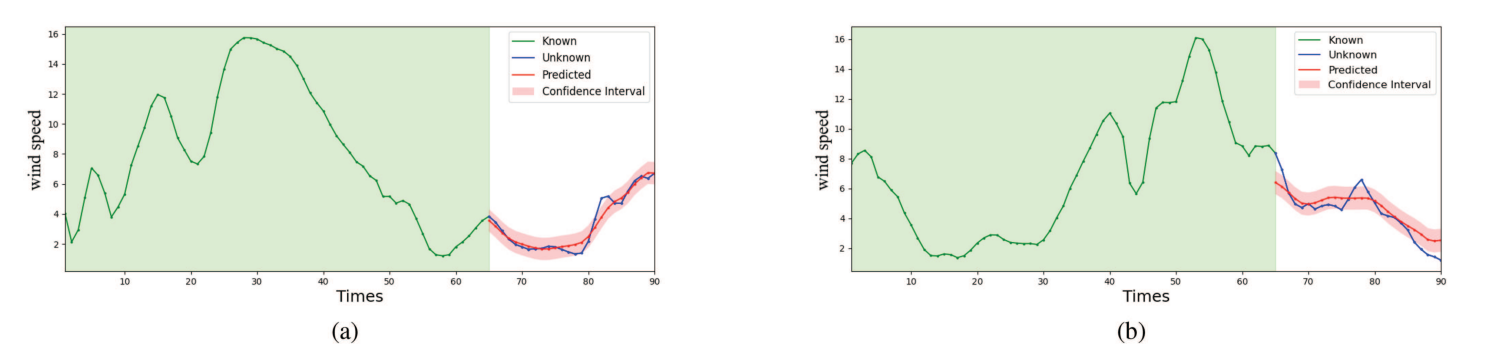 16
14
12
10
8
6
4
2
wind speed
Known
Unknown
Predicted
Confidence Interval
10 20 30 40 50 60 70 80 90
Times
(a)
16
14
12
10
8
6
4
2
wind speed
Known
Unknown
Predicted
Confidence Interval
10 20 30 40 50 60 70 80 90
Times
(b)